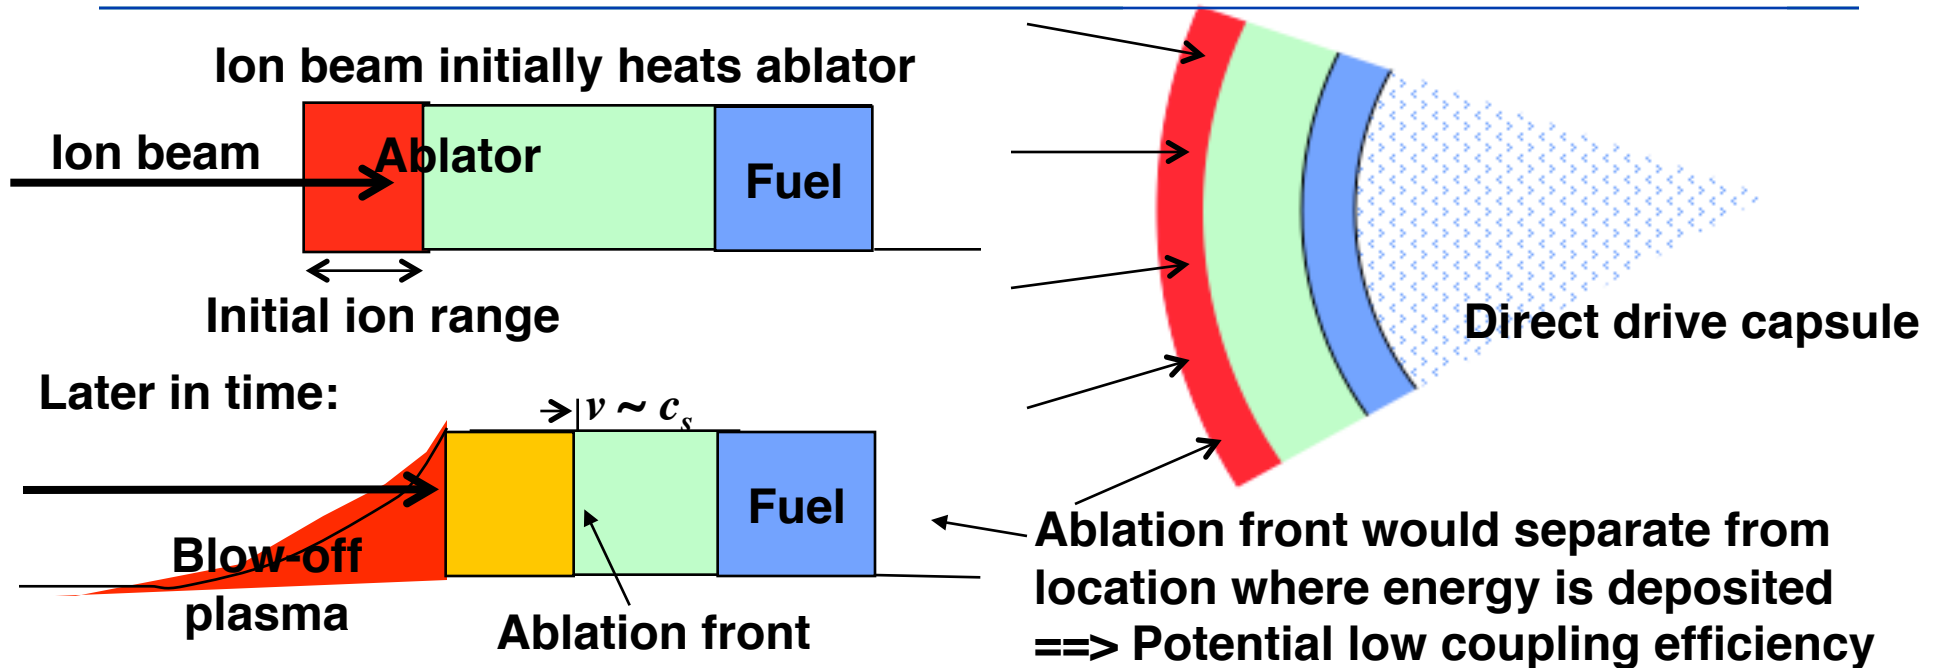 Ion beam initially heats ablator
Ion beam
Ablator
Fuel
Initial ion range
Direct drive capsule
Later in time:
v ~ c_s
Fuel
Blow-off
plasma
Ablation front
Ablation front would separate from
location where energy is deposited
==> Potential low coupling efficiency